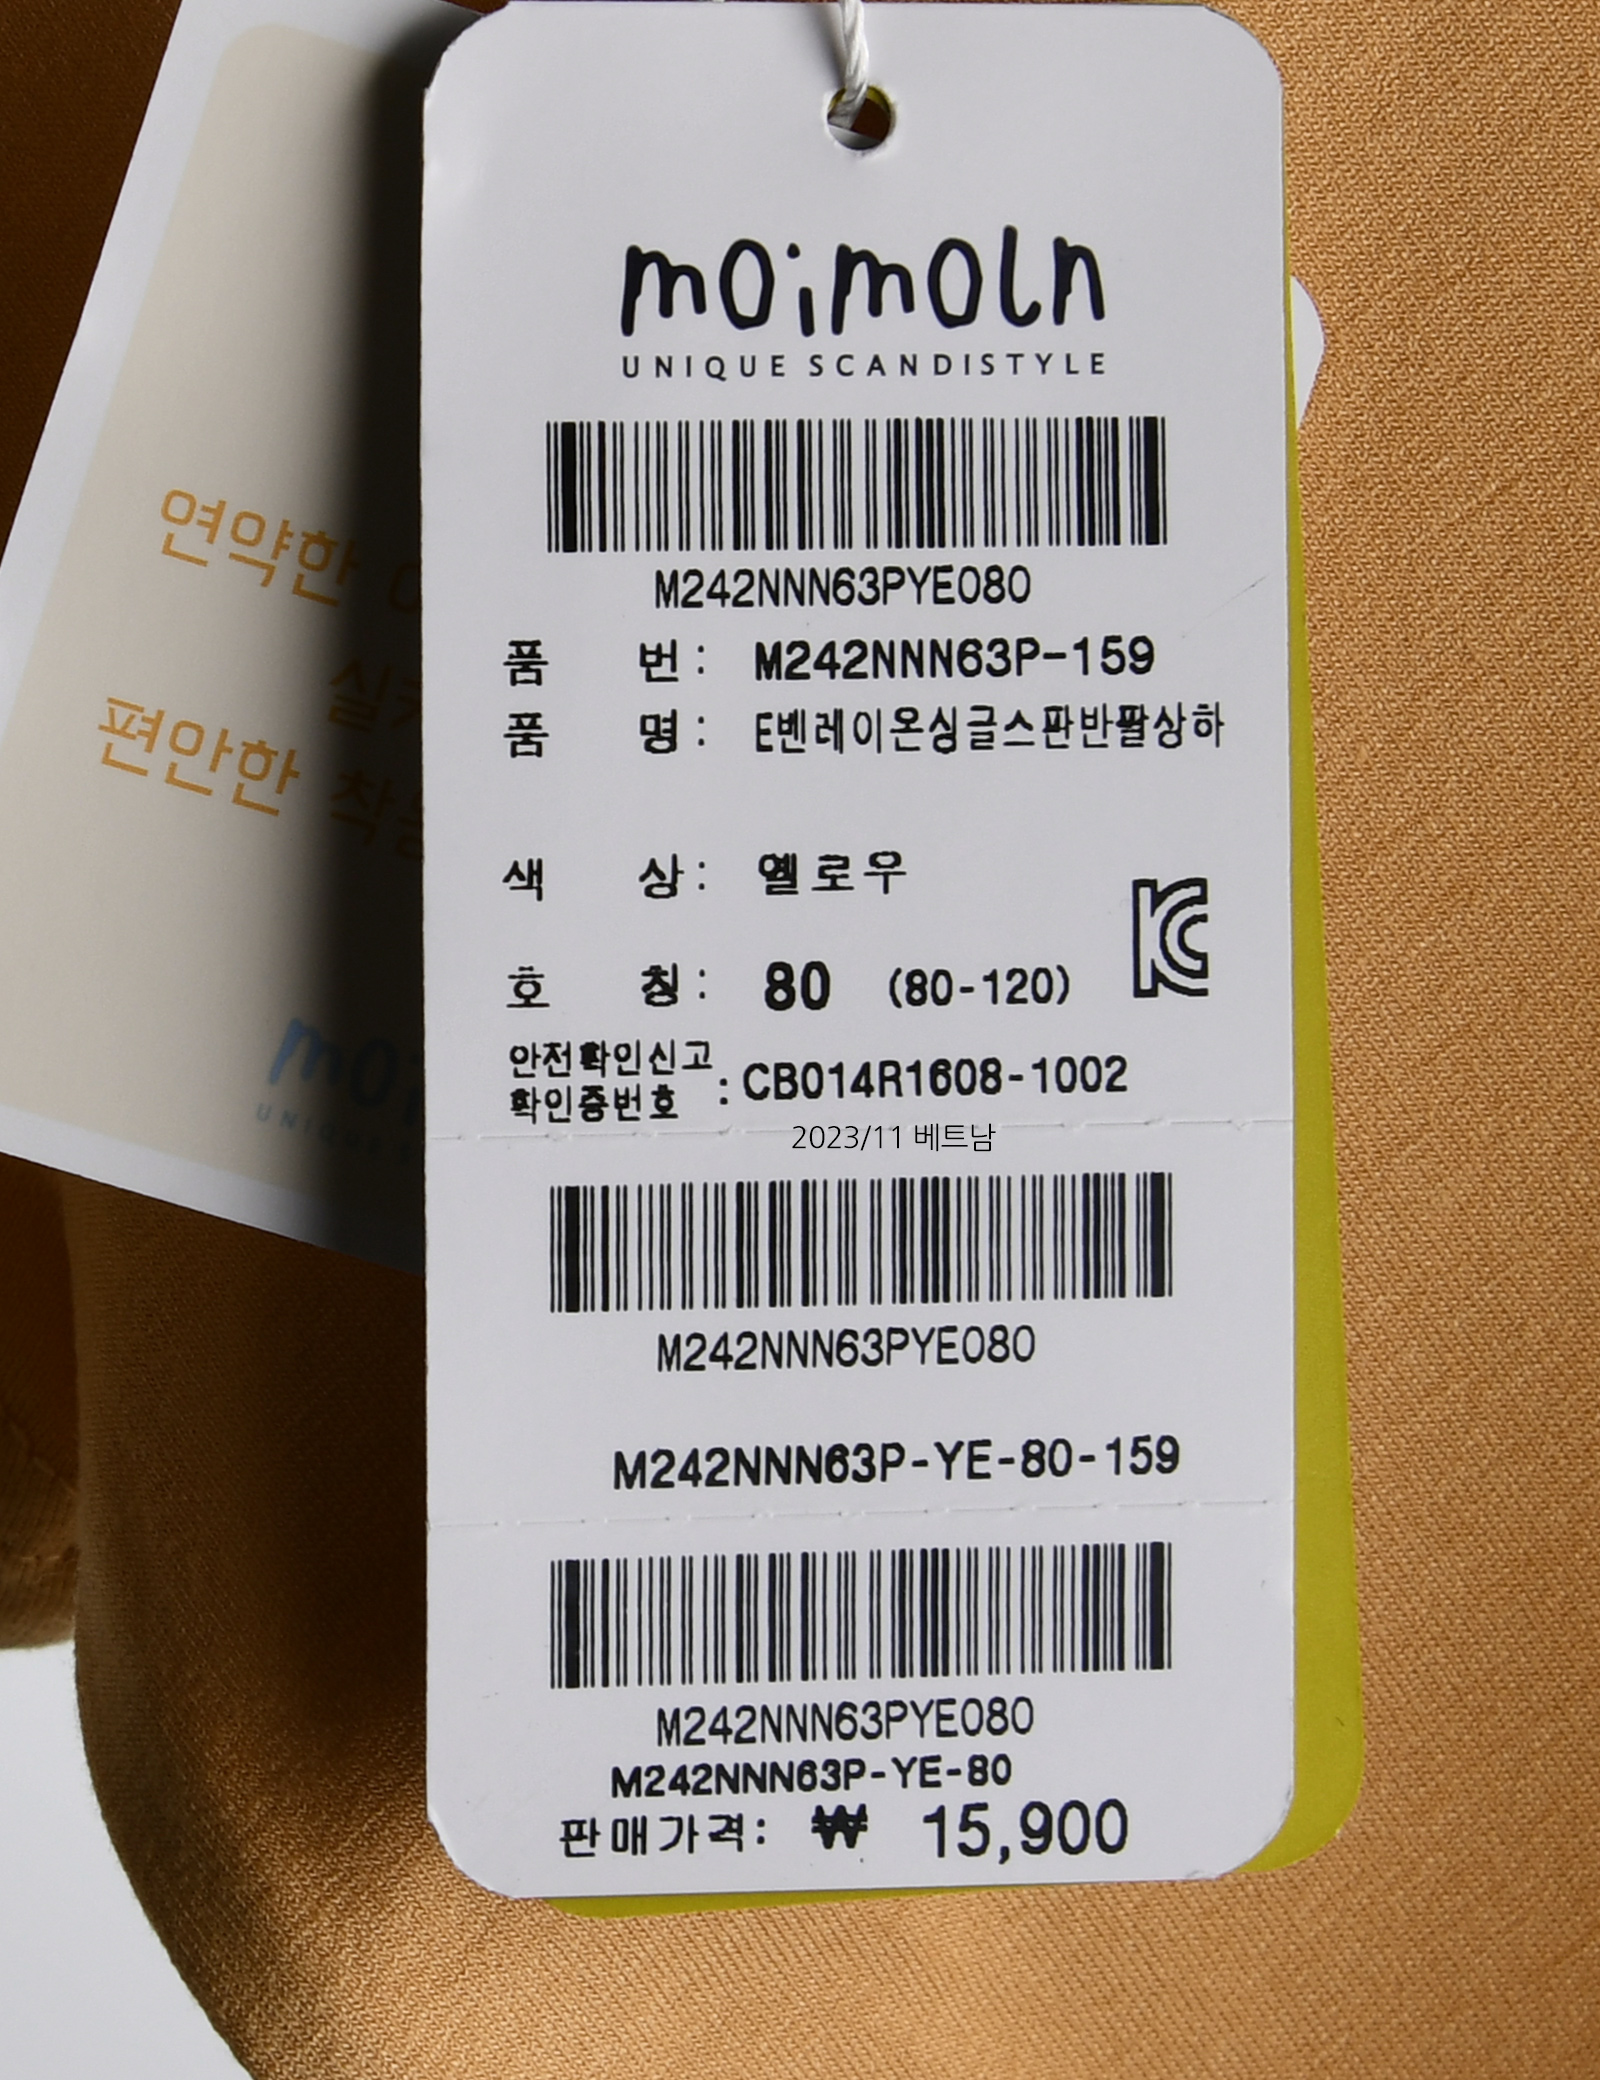 moimoln
UNIQUE SCANDISTYLE
M242NNN63PYE080
품 번: M242NNN63P-159
품 명: E벤레이온싱글스판반팔상하
색 상: 옐로우
호 칭: 80 (80-120)
안전확인신고
확인증번호 : CB014R1608-1002
2023/11 베트남
M242NNN63PYE080
M242NNN63P-YE-80-159
M242NNN63PYE080
M242NNN63P-YE-80
판매가격: ₩ 15,900
연약한
편안한